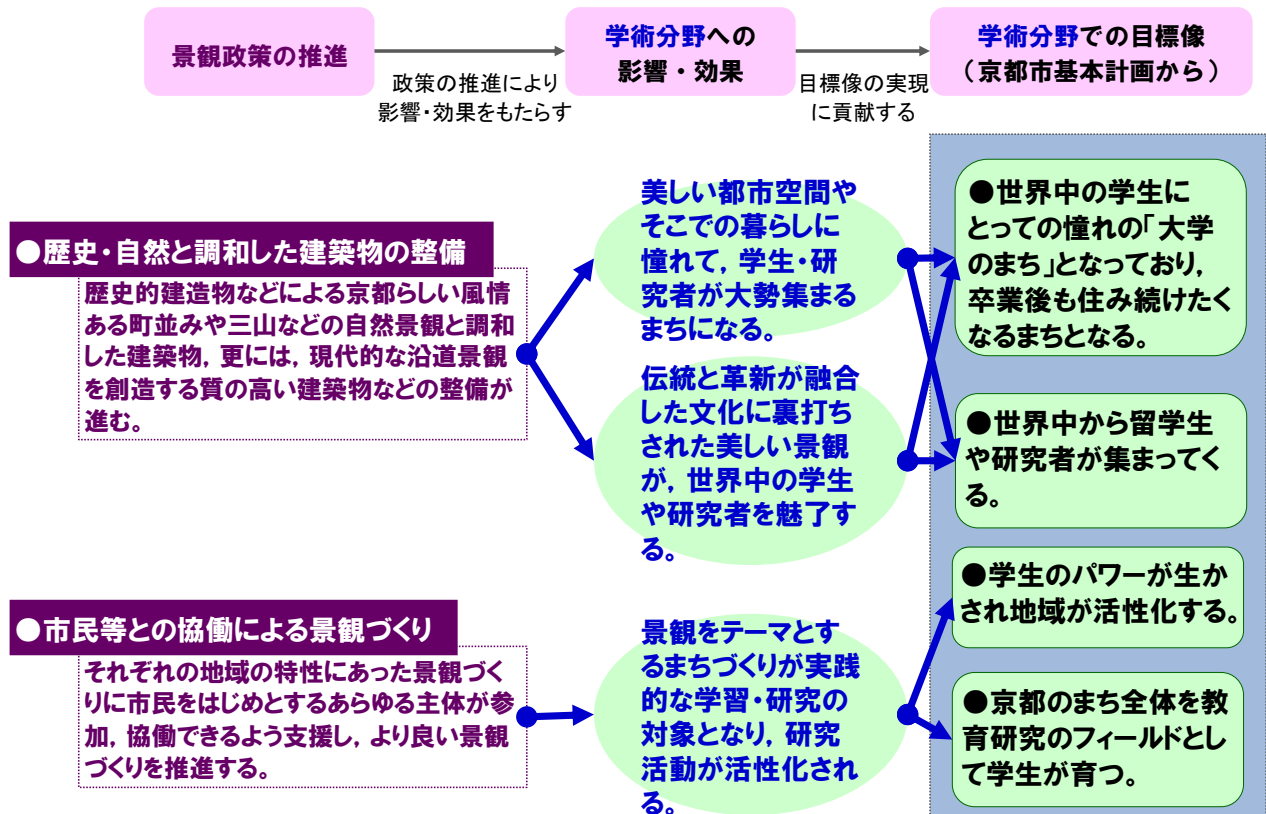 景観政策の推進
政策の推進により
影響・効果をもたらす
学術分野への
影響・効果
目標像の実現
に貢献する
学術分野での目標像
（京都市基本計画から）
●歴史・自然と調和した建築物の整備
歴史的建造物などによる京都らしい風情
ある町並みや三山などの自然景観と調和
した建築物，更には，現代的な沿道景観
を創造する質の高い建築物などの整備が
進む。
美しい都市空間や
そこでの暮らしに
憧れて，学生・研
究者が大勢集まる
まちになる。
伝統と革新が融合
した文化に裏打ち
された美しい景観
が，世界中の学生
や研究者を魅了す
る。
●世界中の学生に
とっての憧れの「大学
のまち」となっており，
卒業後も住み続けたく
なるまちとなる。
●世界中から留学生
や研究者が集まってく
る。
●市民等との協働による景観づくり
それぞれの地域の特性にあった景観づく
りに市民をはじめとするあらゆる主体が参
加，協働できるよう支援し，より良い景観
づくりを推進する。
景観をテーマとす
るまちづくりが実践
的な学習・研究の
対象となり，研究
活動が活性化され
る。
●学生のパワーが生か
され地域が活性化する。
●京都のまち全体を教
育研究のフィールドとし
て学生が育つ。